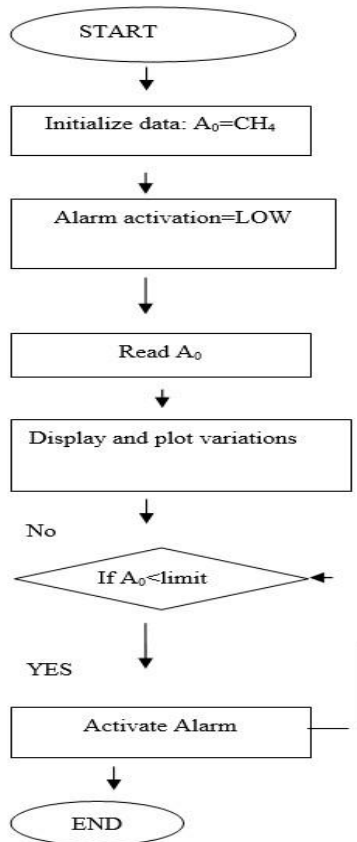 START
Initialize data: A₀=CH₄
Alarm activation=LOW
Read A₀
Display and plot variations
No
If A₀<limit
YES
Activate Alarm
END